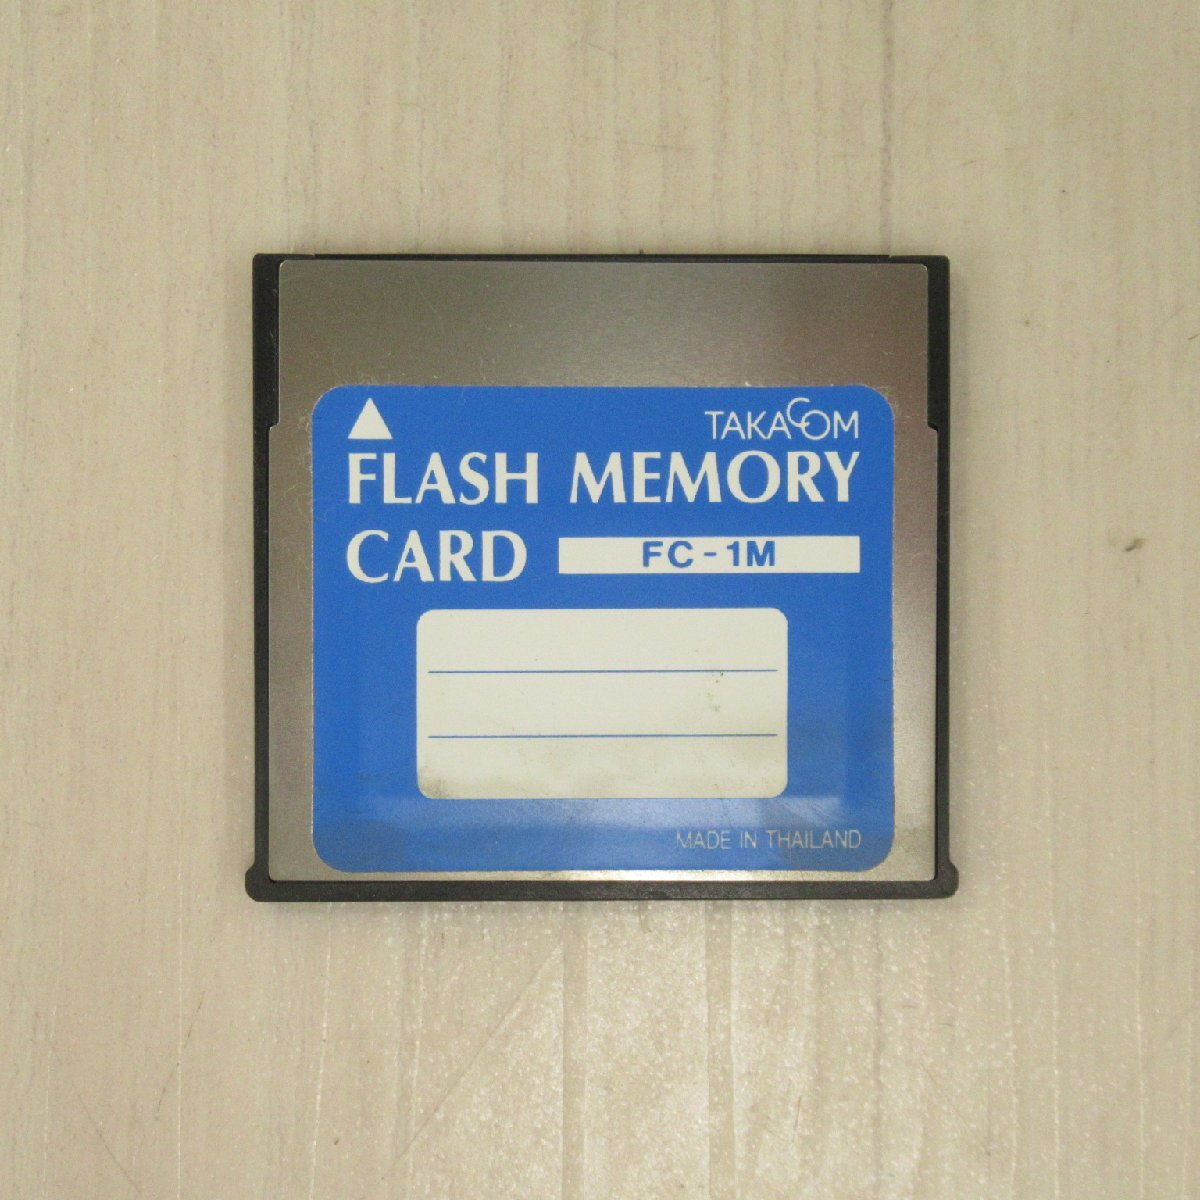 TAKACOM
FLASH MEMORY
CARD FC-1M
MADE IN THAILAND